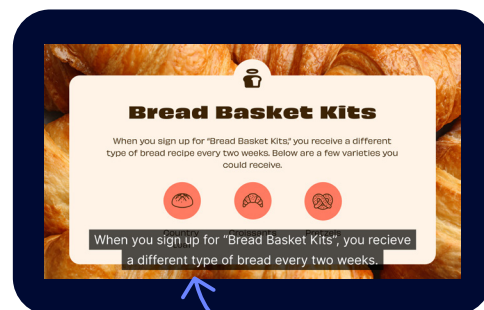 Bread Basket Kits
When you sign up for "Bread Basket Kits," you receive a different
type of bread recipe every two weeks. Below are a few varieties you
could receive.
When you sign up for “Bread Basket Kits”, you recieve
a different type of bread every two weeks.